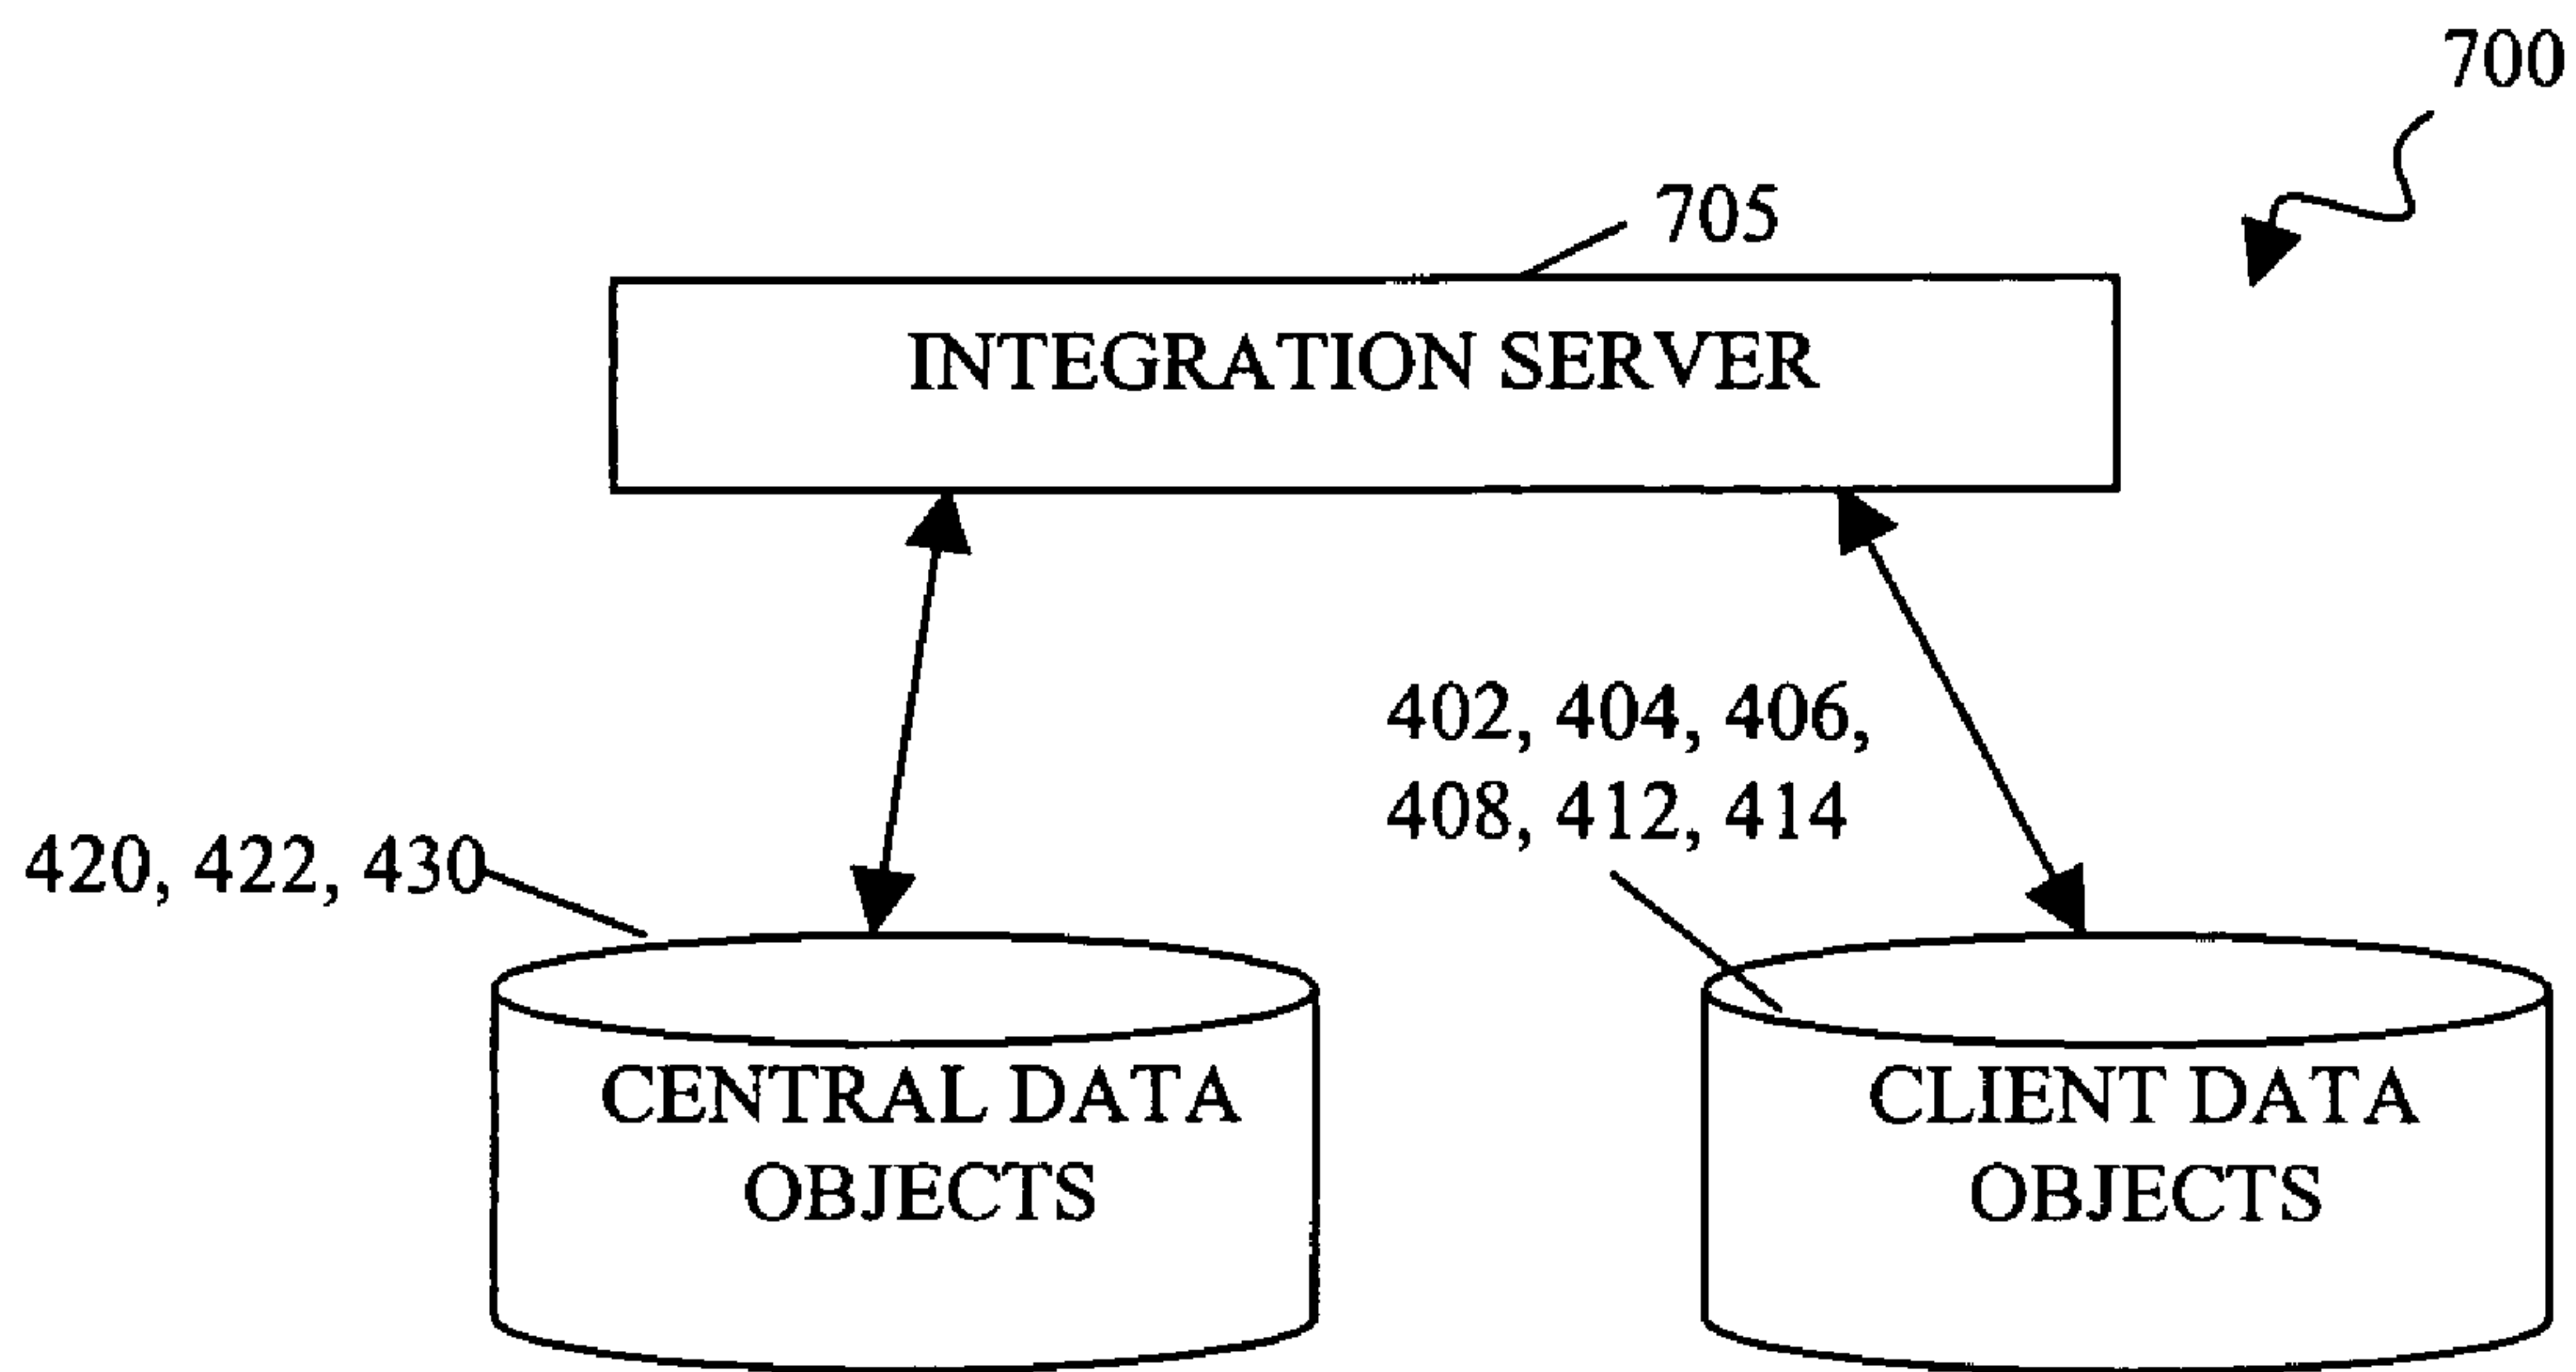 700
705
INTEGRATION SERVER
402, 404, 406,
408, 412, 414
420, 422, 430
CENTRAL DATA
OBJECTS
CLIENT DATA
OBJECTS